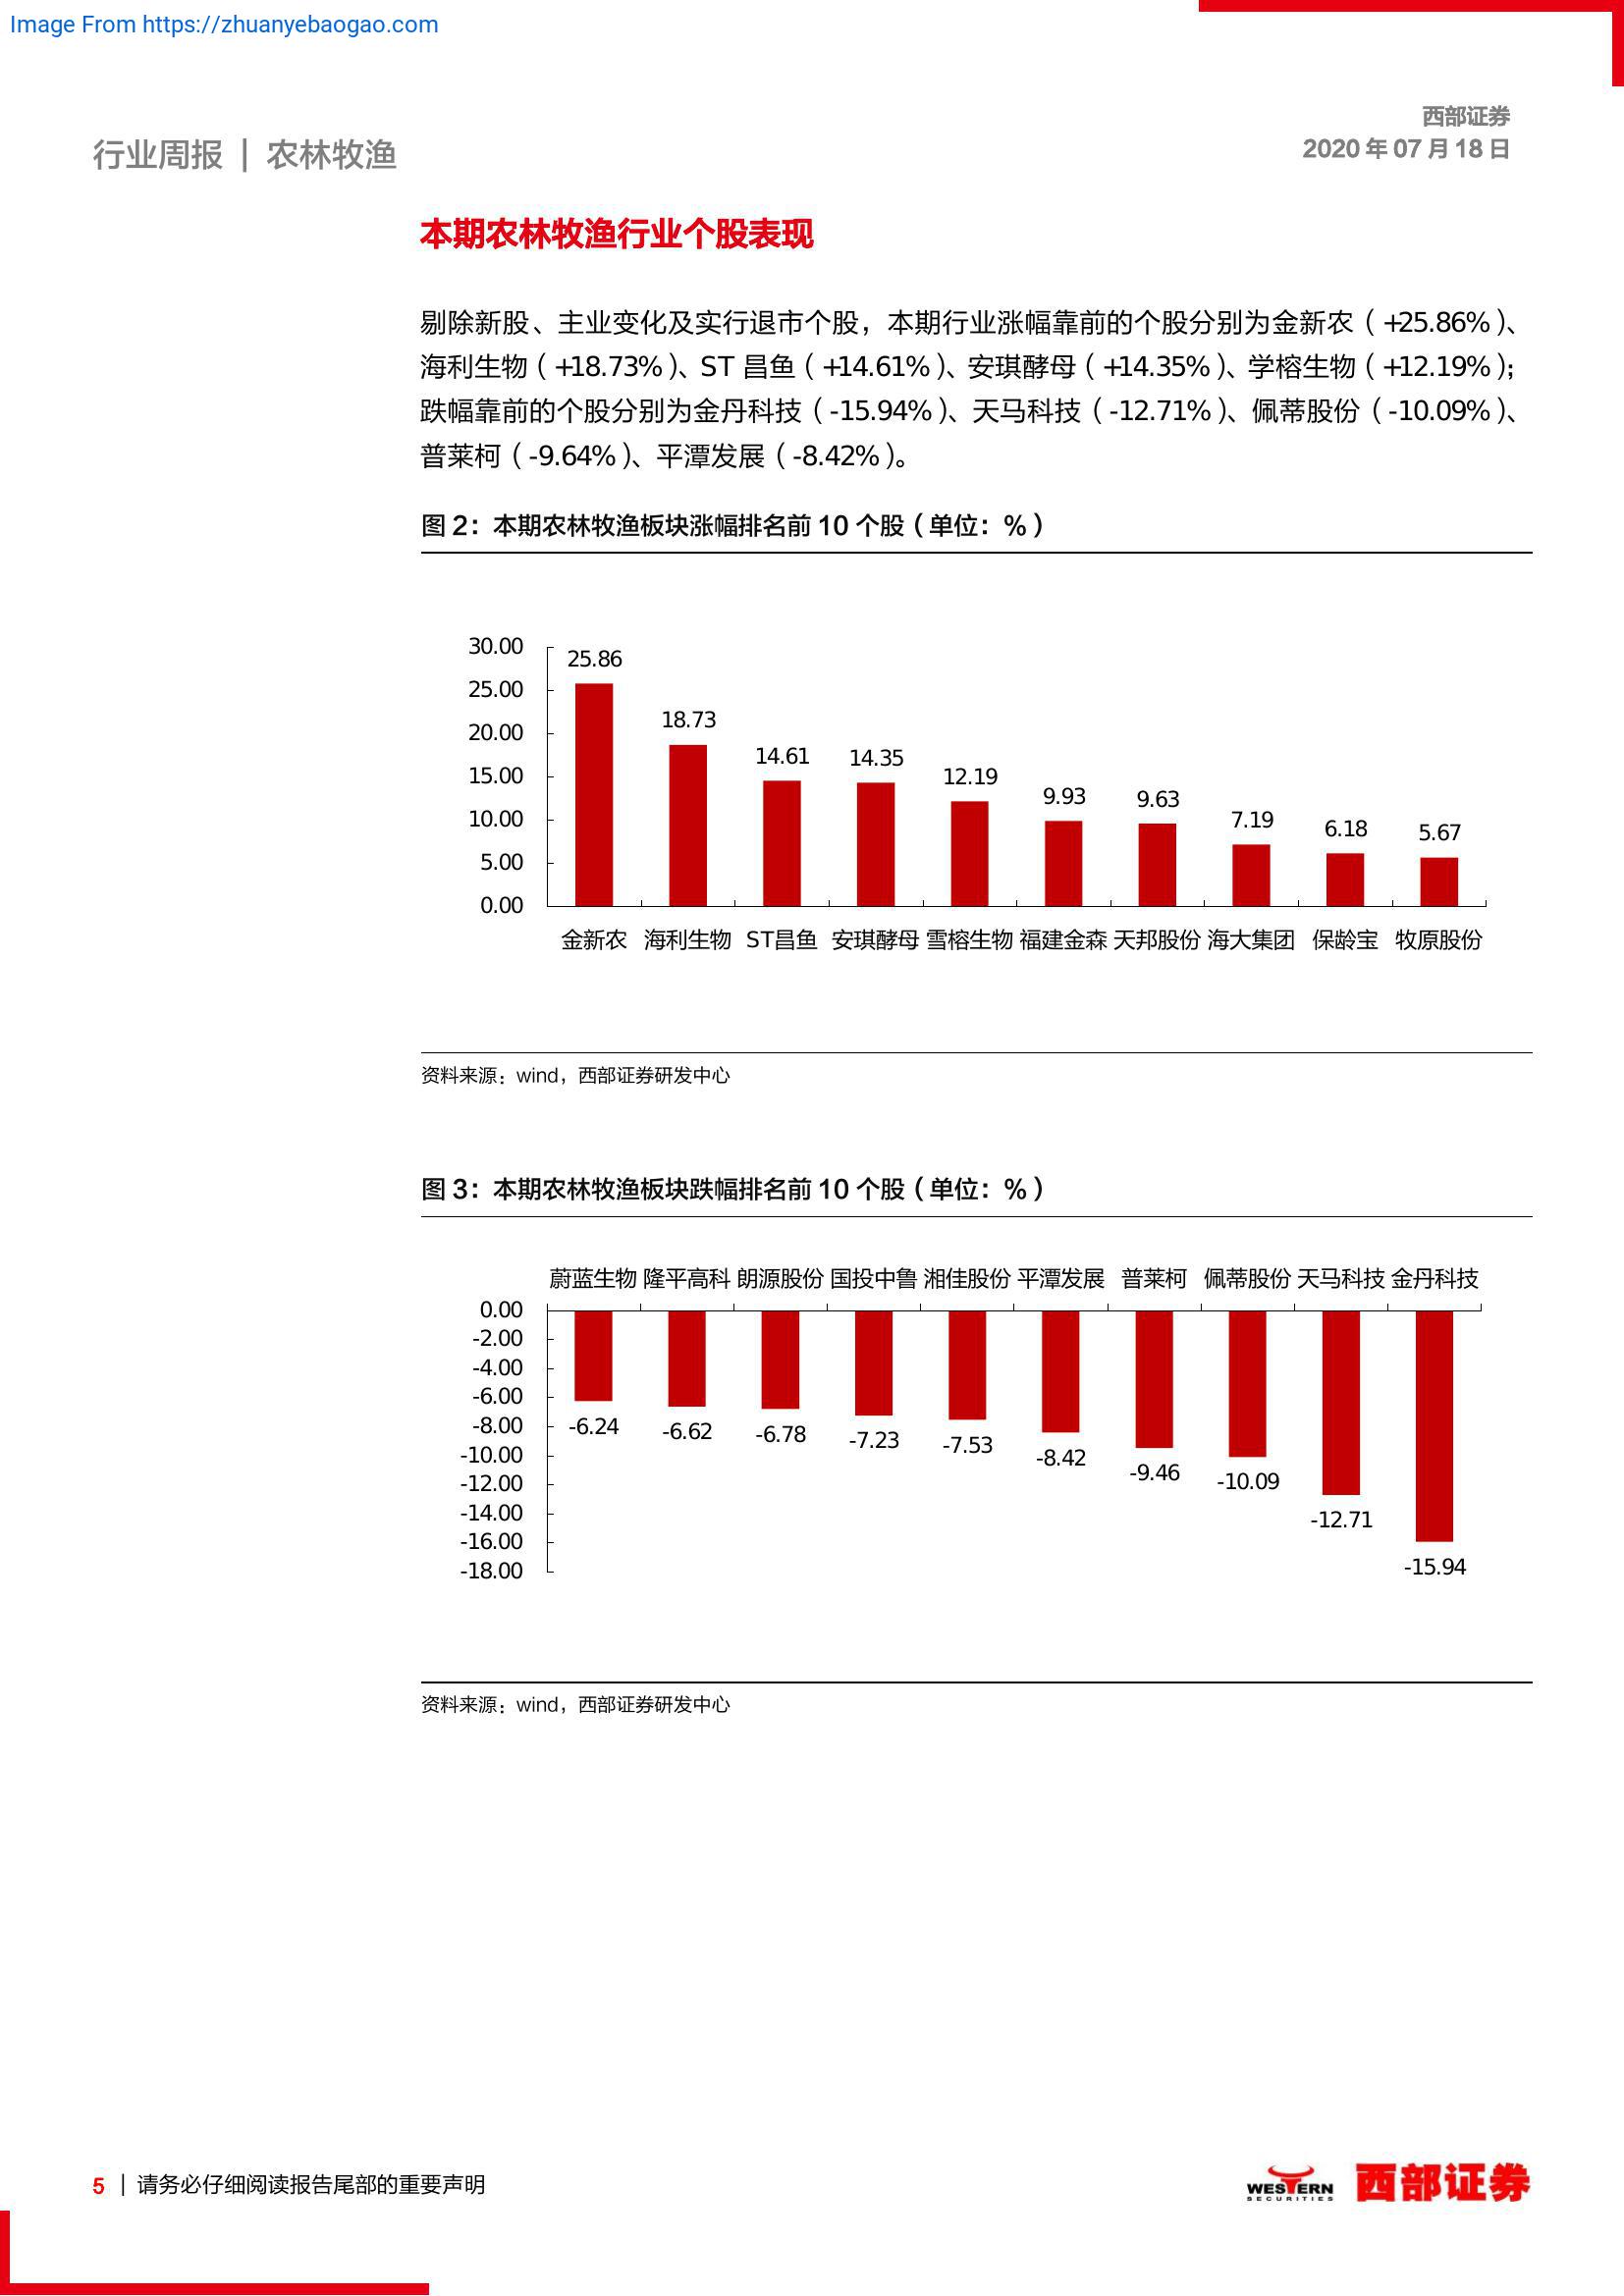 Image From https://zhuanyebaogao.com
西部证券
2020 年 07 月 18 日
行业周报 | 农林牧渔
本期农林牧渔行业个股表现
剔除新股、主业变化及实行退市个股，本期行业涨幅靠前的个股分别为金新农（+25.86%）、
海利生物（+18.73%）、ST 昌鱼（+14.61%）、安琪酵母（+14.35%）、学榕生物（+12.19%）；
跌幅靠前的个股分别为金丹科技（-15.94%）、天马科技（-12.71%）、佩蒂股份（-10.09%）、
普莱柯（-9.64%）、平潭发展（-8.42%）。
图 2：本期农林牧渔板块涨幅排名前 10 个股（单位：%）
30.00
25.00
20.00
15.00
10.00
5.00
0.00
25.86 18.73 14.61 14.35 12.19 9.93 9.63 7.19 6.18 5.67
金新农 海利生物 ST昌鱼 安琪酵母 雪榕生物 福建金森 天邦股份 海大集团 保龄宝 牧原股份
资料来源：wind，西部证券研发中心
图 3：本期农林牧渔板块跌幅排名前 10 个股（单位：%）
蔚蓝生物 隆平高科 朗源股份 国投中鲁 湘佳股份 平潭发展 普莱柯 佩蒂股份 天马科技 金丹科技
0.00
-2.00
-4.00
-6.00
-8.00
-10.00
-12.00
-14.00
-16.00
-18.00
-6.24 -6.62 -6.78 -7.23 -7.53 -8.42 -9.46 -10.09 -12.71 -15.94
资料来源：wind，西部证券研发中心
5 | 请务必仔细阅读报告尾部的重要声明
WESTERN
SECURITIES
西部证券